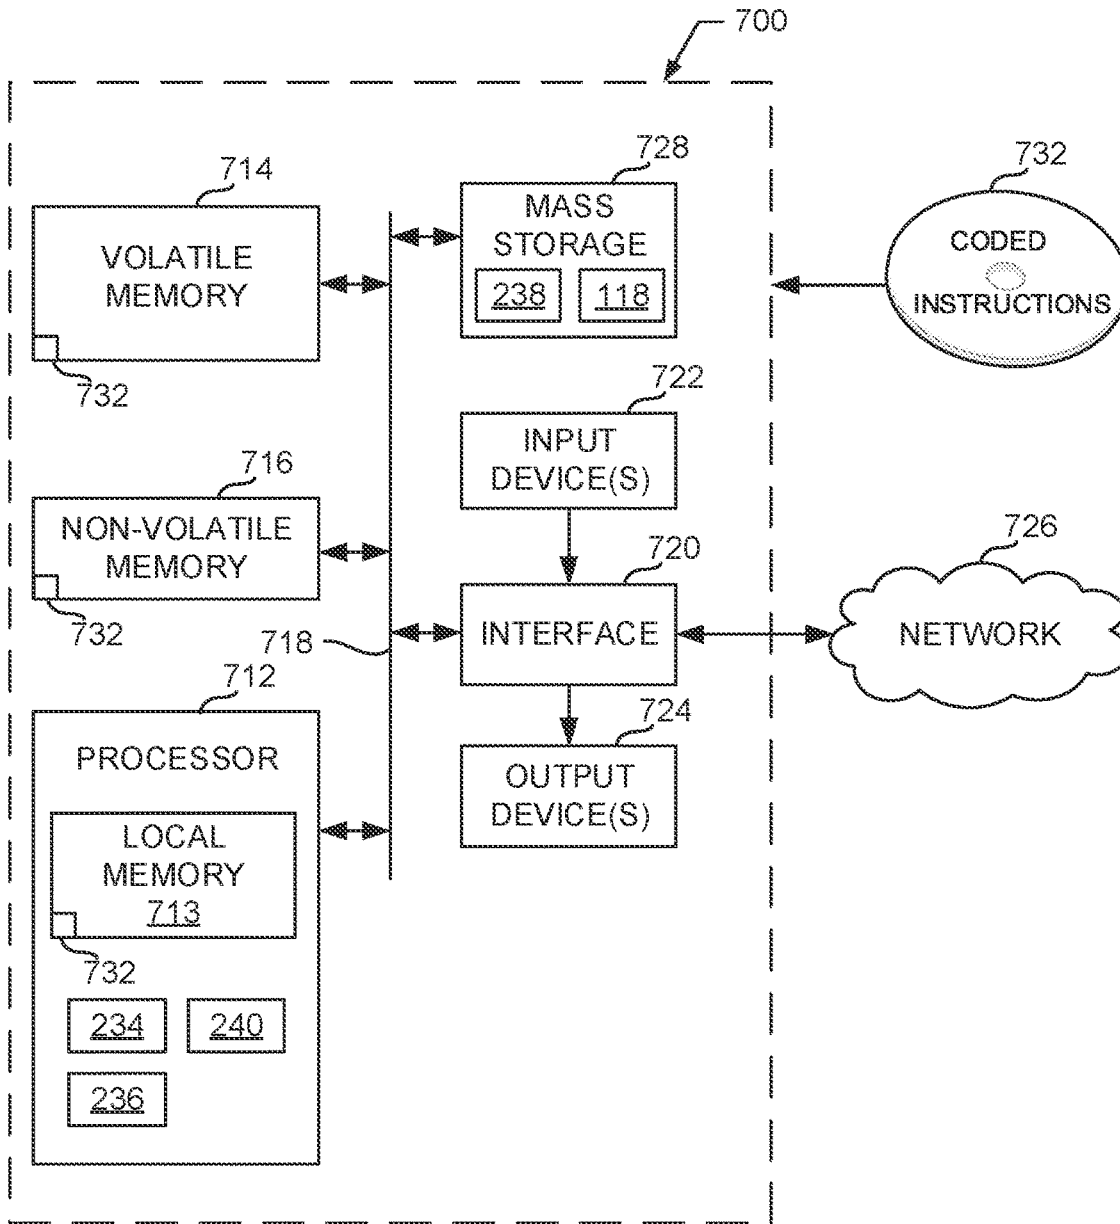 700
714
VOLATILE
MEMORY
732
728
MASS
STORAGE
238 118
732
CODED
INSTRUCTIONS
722
INPUT
DEVICE(S)
716
NON-VOLATILE
MEMORY
732
720
INTERFACE
718
726
NETWORK
712
PROCESSOR
LOCAL
MEMORY
713
732
234 240
236
724
OUTPUT
DEVICE(S)